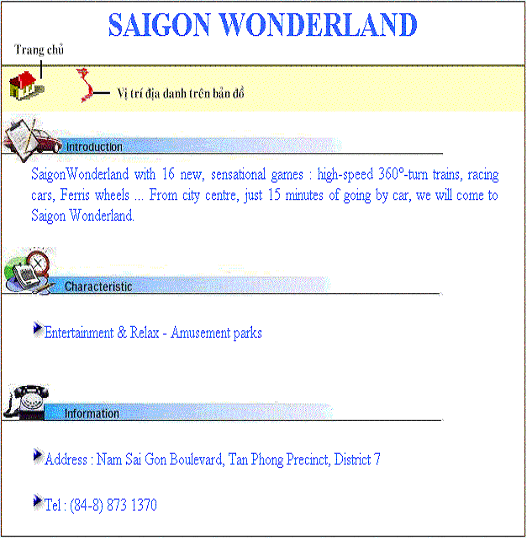 SAIGON WONDERLAND
Trang chủ
Vị trí địa danh trên bản đồ
Introduction
SaigonWonderland with 16 new, sensational games : high-speed 360°-turn trains, racing
cars, Ferris wheels ... From city centre, just 15 minutes of going by car, we will come to
Saigon Wonderland.
Characteristic
Entertainment & Relax - Amusement parks
Information
Address : Nam Sai Gon Boulevard, Tan Phong Precinct, District 7
Tel : (84-8) 873 1370